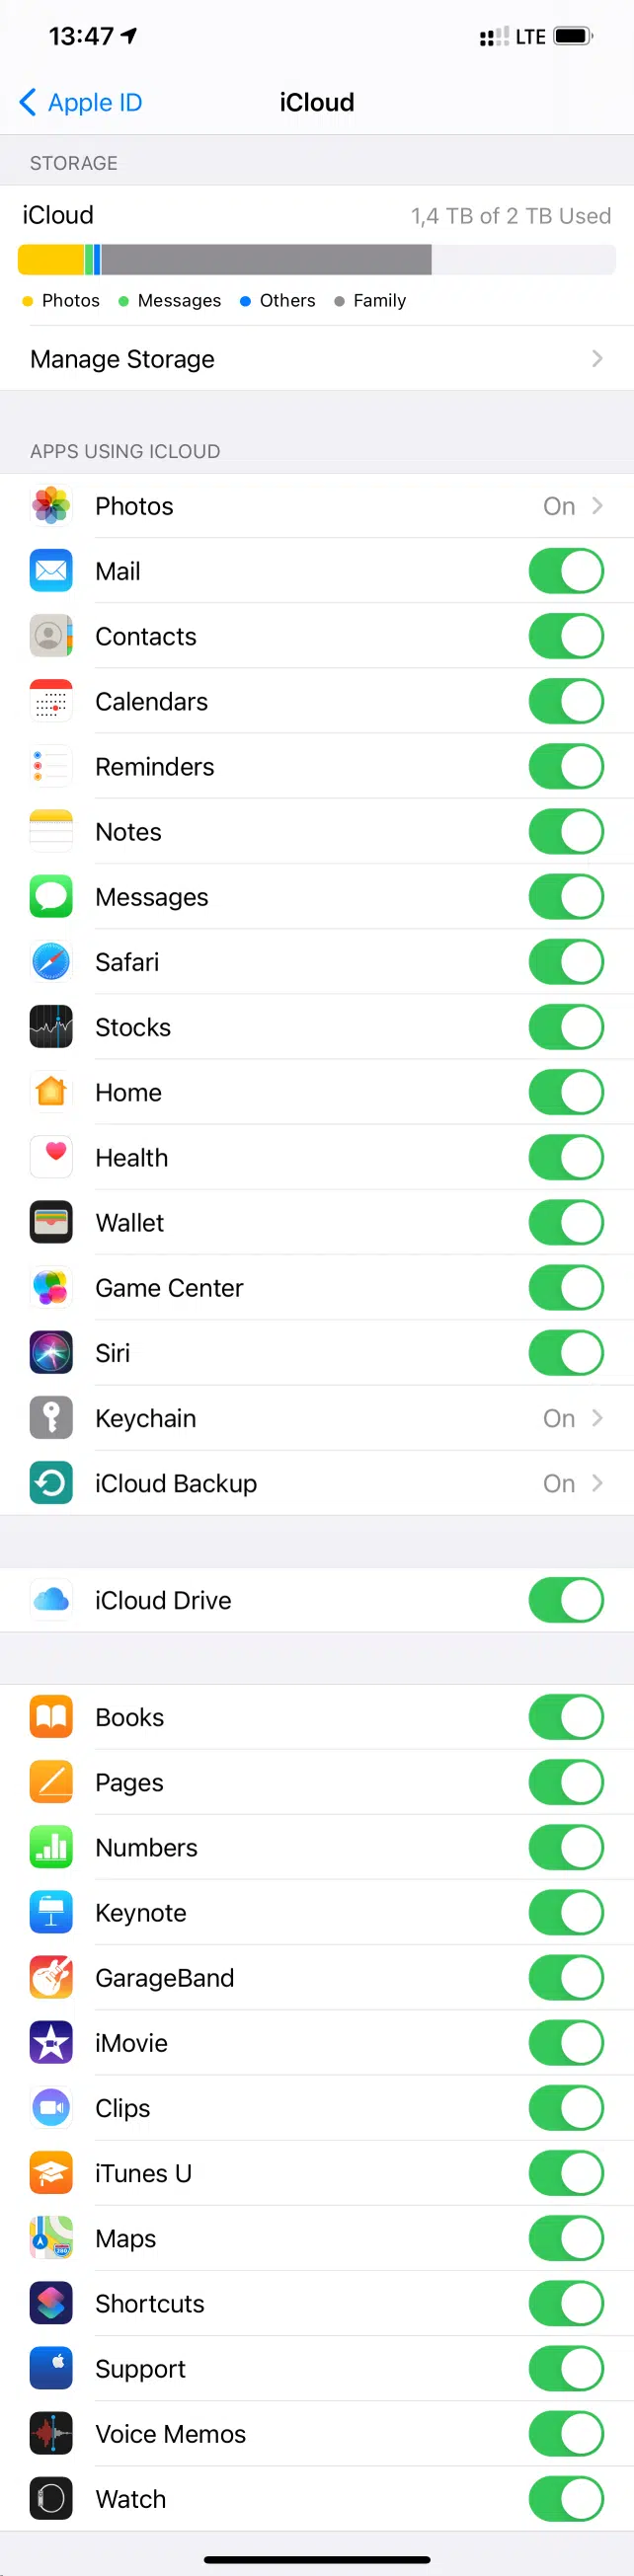 13:47 LTE
Apple ID iCloud
STORAGE
iCloud 1,4 TB of 2 TB Used
Photos Messages Others Family
Manage Storage
APPS USING ICLOUD
Photos On
Mail
Contacts
Calendars
Reminders
Notes
Messages
Safari
Stocks
Home
Health
Wallet
Game Center
Siri
Keychain On
iCloud Backup On
iCloud Drive
Books
Pages
Numbers
Keynote
GarageBand
iMovie
Clips
iTunes U
Maps
Shortcuts
Support
Voice Memos
Watch